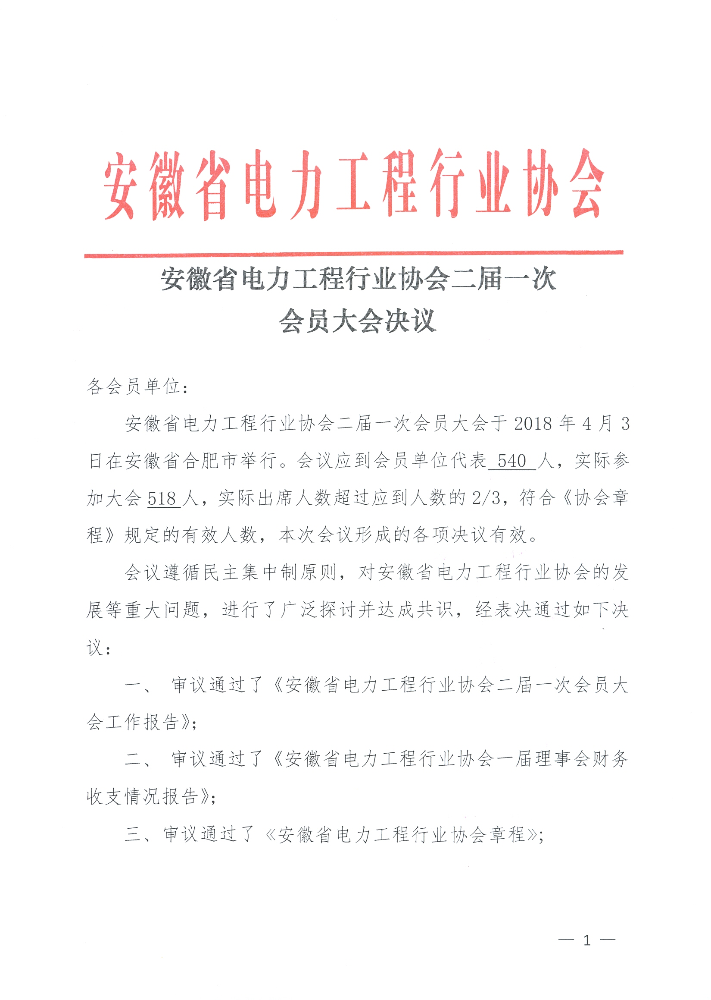 安徽省电力工程行业协会
安徽省电力工程行业协会二届一次
会员大会决议
各会员单位：
安徽省电力工程行业协会二届一次会员大会于 2018 年 4 月 3
日在安徽省合肥市举行。会议应到会员单位代表 540 人，实际参
加大会 518 人，实际出席人数超过应到人数的 2/3，符合《协会章
程》规定的有效人数，本次会议形成的各项决议有效。
会议遵循民主集中制原则，对安徽省电力工程行业协会的发
展等重大问题，进行了广泛探讨并达成共识，经表决通过如下决
议：
一、 审议通过了《安徽省电力工程行业协会二届一次会员大
会工作报告》；
二、 审议通过了《安徽省电力工程行业协会一届理事会财务
收支情况报告》；
三、审议通过了《安徽省电力工程行业协会章程》；
— 1 —